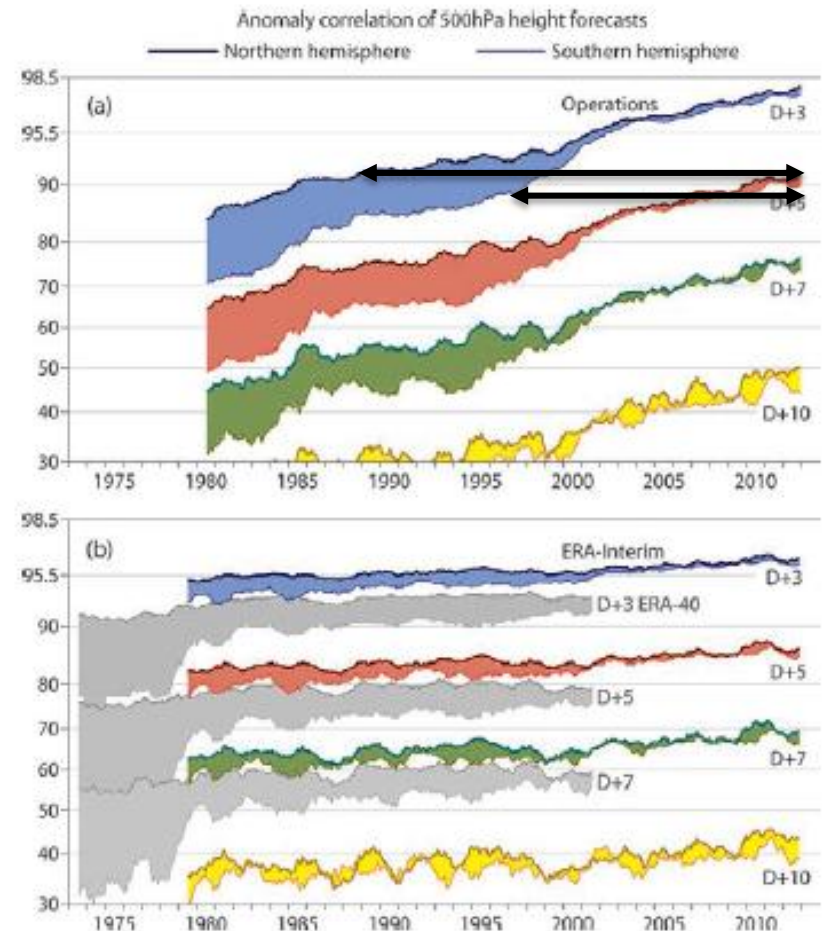 Anomaly correlation of 500hPa height forecasts
Northern hemisphere Southern hemisphere
98.5
(a)
Operations
D+3
95.5
90
D+5
80
70
D+7
60
50
40
D+10
30
1975 1980 1985 1990 1995 2000 2005 2010
98.5
(b)
ERA-Interim
95.5
D+3
D+3 ERA-40
90
80
D+5
D+5
70
D+7
60
D+7
50
40
D+10
30
1975 1980 1985 1990 1995 2000 2005 2010